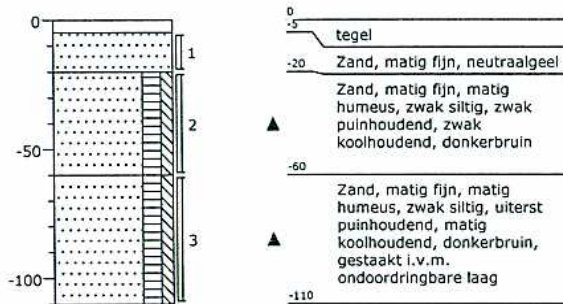 0
-5
tegel
1
-20
Zand, matig fijn, neutraalgeel
Zand, matig fijn, matig
humeus, zwak siltig, zwak
puinhoudend, zwak
koolhoudend, donkerbruin
2
-50
-60
Zand, matig fijn, matig
humeus, zwak siltig, uiterst
puinhoudend, matig
koolhoudend, donkerbruin,
gestaakt i.v.m.
ondoordringbare laag
3
-100
-110